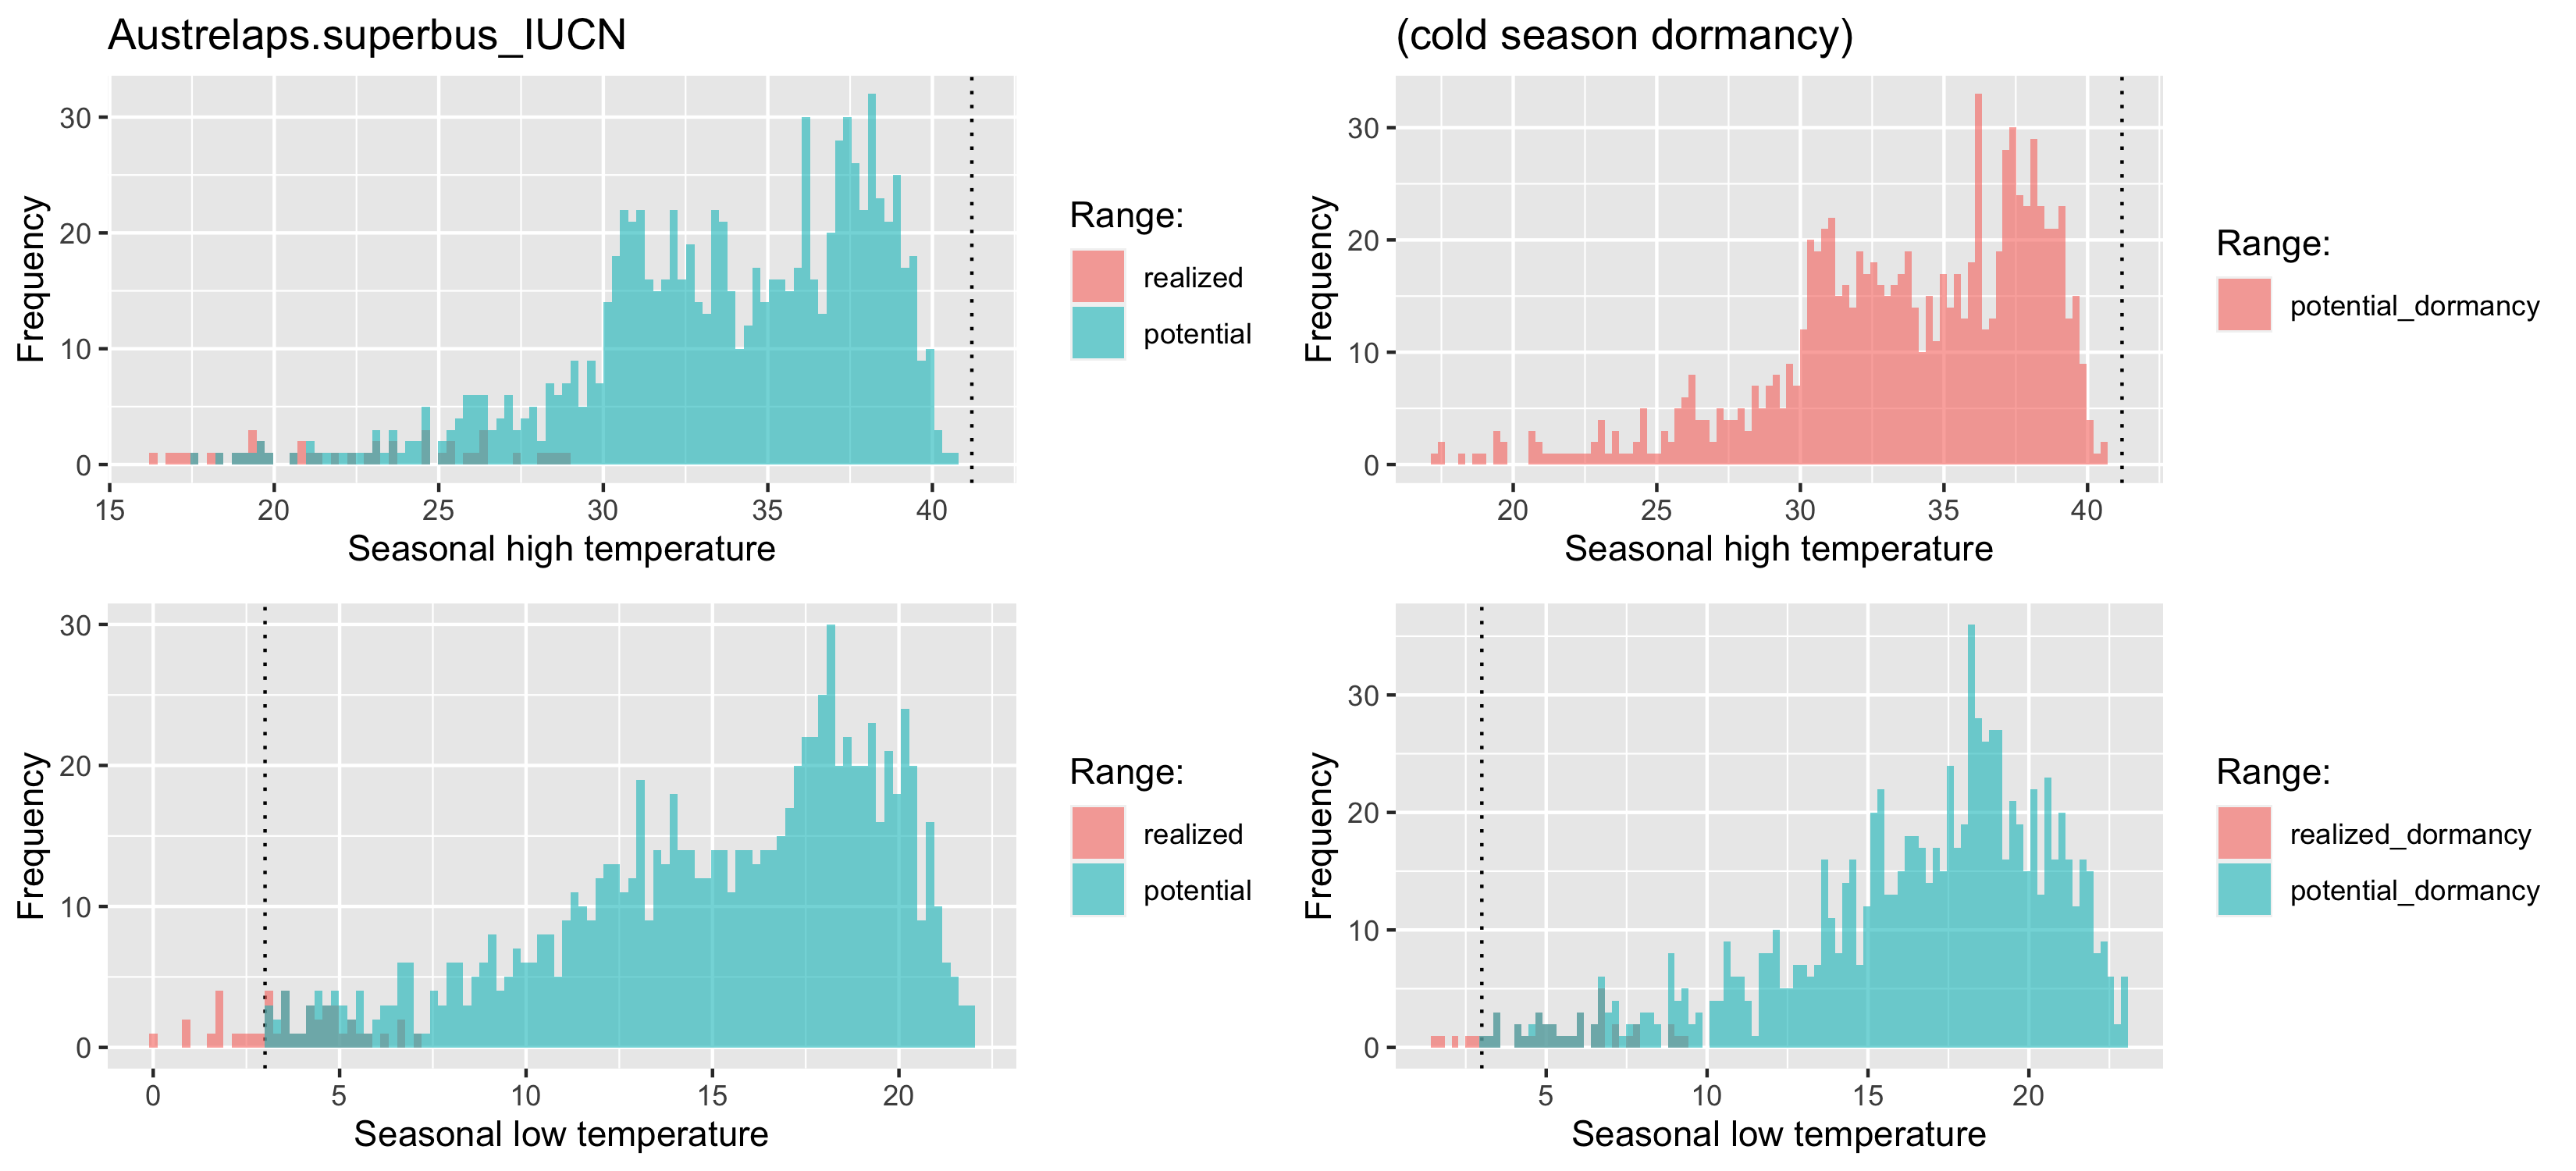 Austrelaps.superbus_IUCN
(cold season dormancy)
Frequency
30
20
10
0
15 20 25 30 35 40
Seasonal high temperature
Range:
realized
potential
Frequency
30
20
10
0
20 25 30 35 40
Seasonal high temperature
Range:
potential_dormancy
Frequency
30
20
10
0
0 5 10 15 20
Seasonal low temperature
Range:
realized
potential
Frequency
30
20
10
0
5 10 15 20
Seasonal low temperature
Range:
realized_dormancy
potential_dormancy